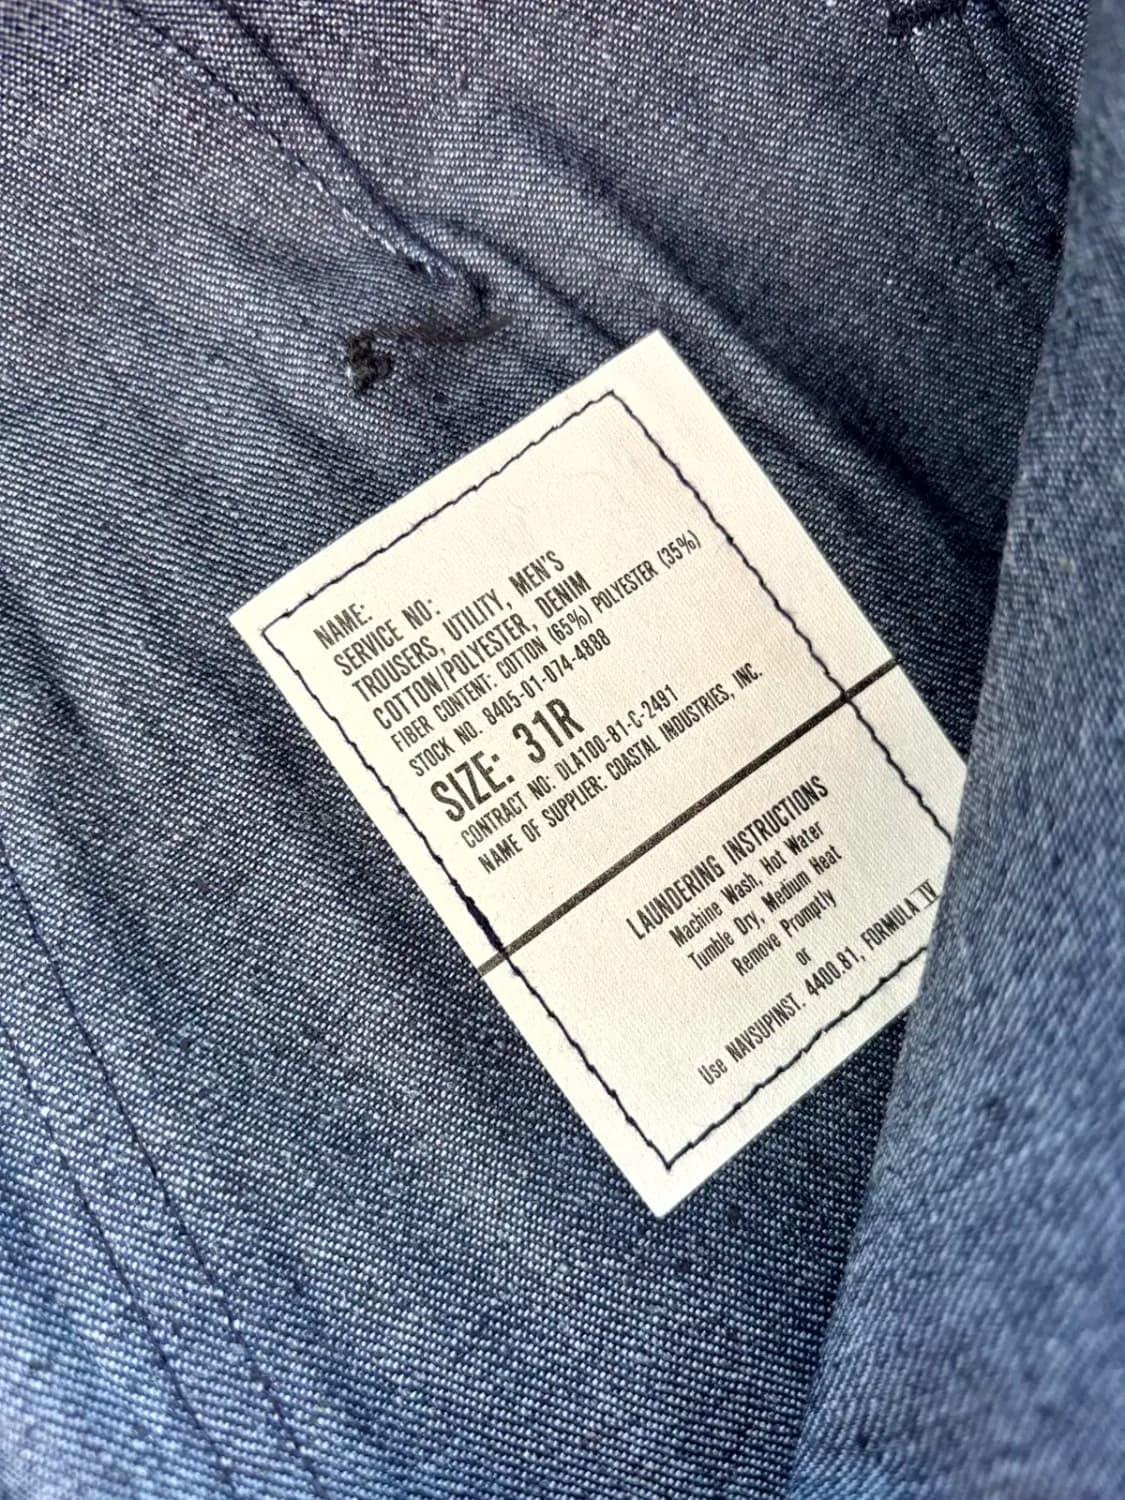 NAME:
SERVICE NO:
TROUSERS, UTILITY, MEN'S
COTTON/POLYESTER, DENIM
FIBER CONTENT: COTTON (65%) POLYESTER (35%)
STOCK NO. 8405-01-074-4888
SIZE: 31R
CONTRACT NO: DLA100-81-C-2491
NAME OF SUPPLIER: COASTAL INDUSTRIES, INC.
LAUNDERING INSTRUCTIONS
Machine Wash, Hot Water
Tumble Dry, Medium Heat
Remove Promptly
or
Use NAVSUPINST. 4400.81, FORMULA IV